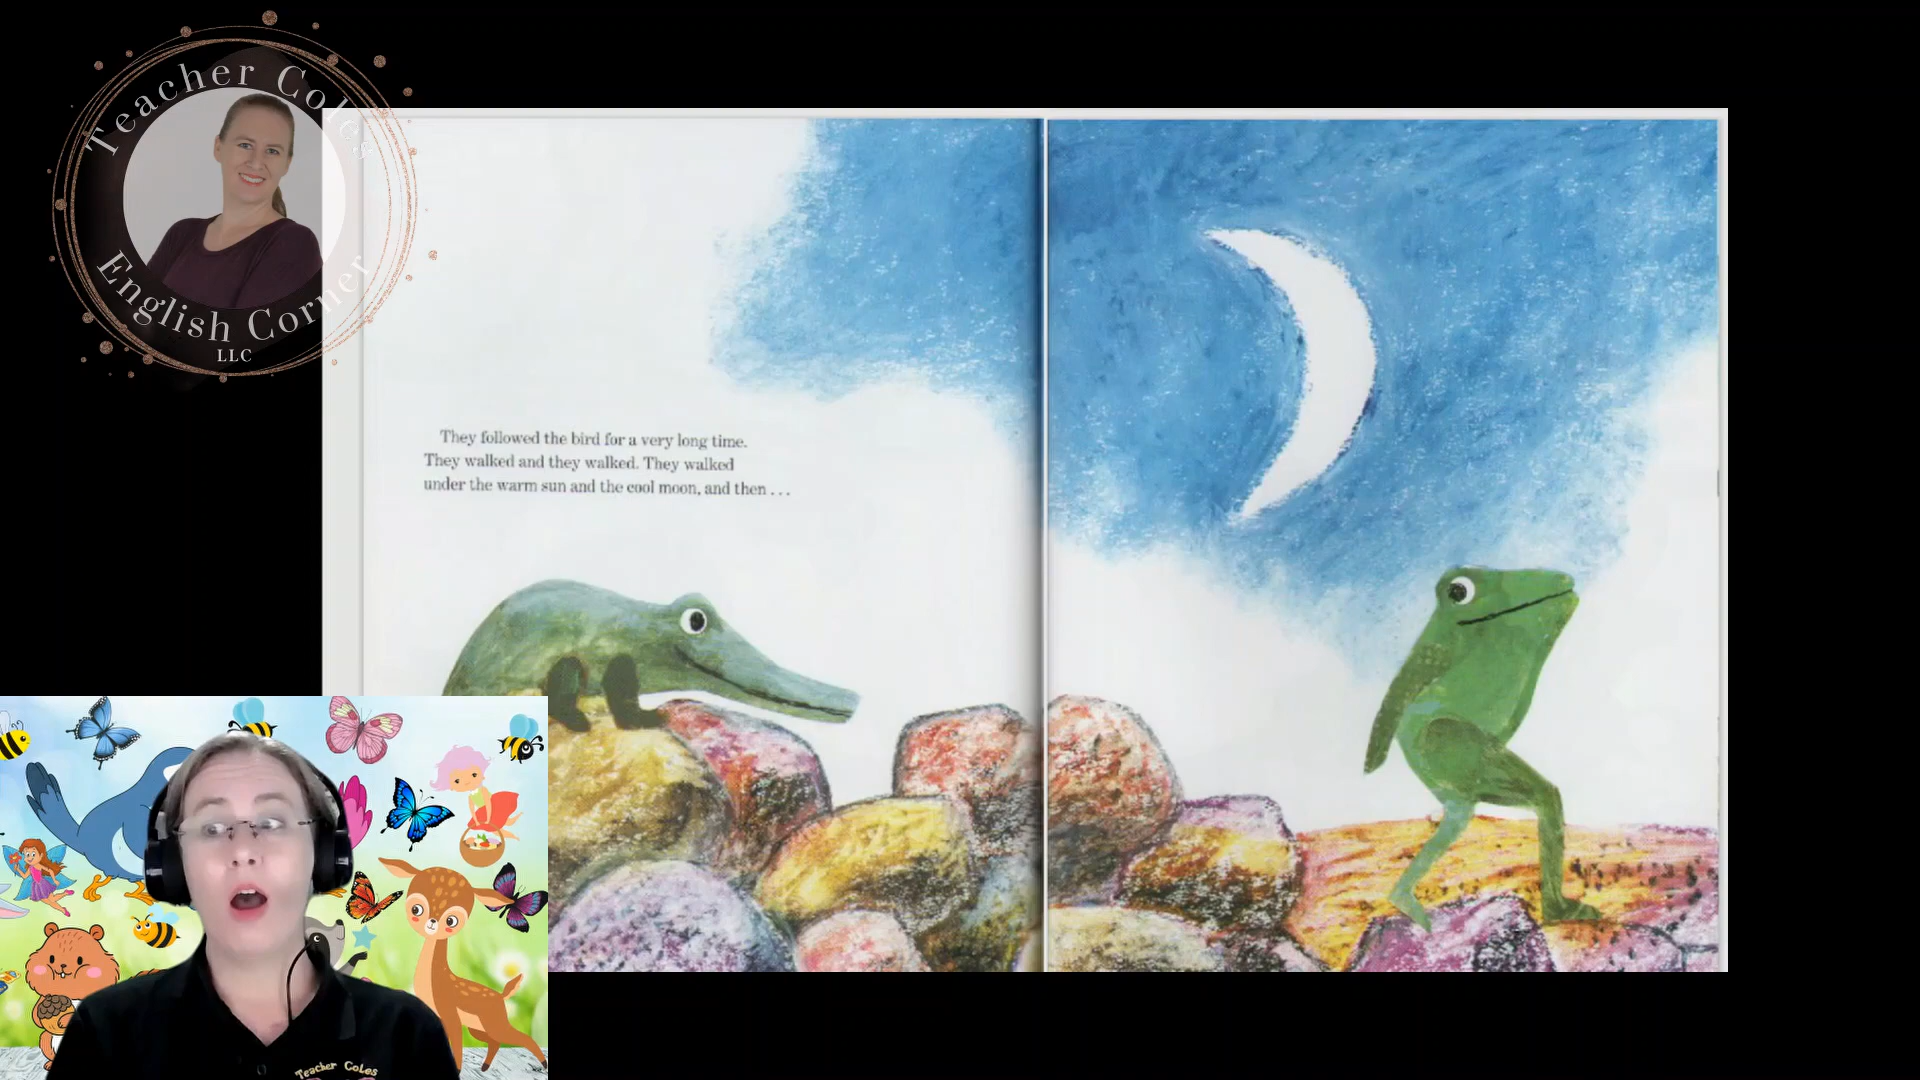 Teacher Coles
English Corner
LLC
They followed the bird for a very long time.
They walked and they walked. They walked
under the warm sun and the cool moon, and then . . .
Teacher Coles